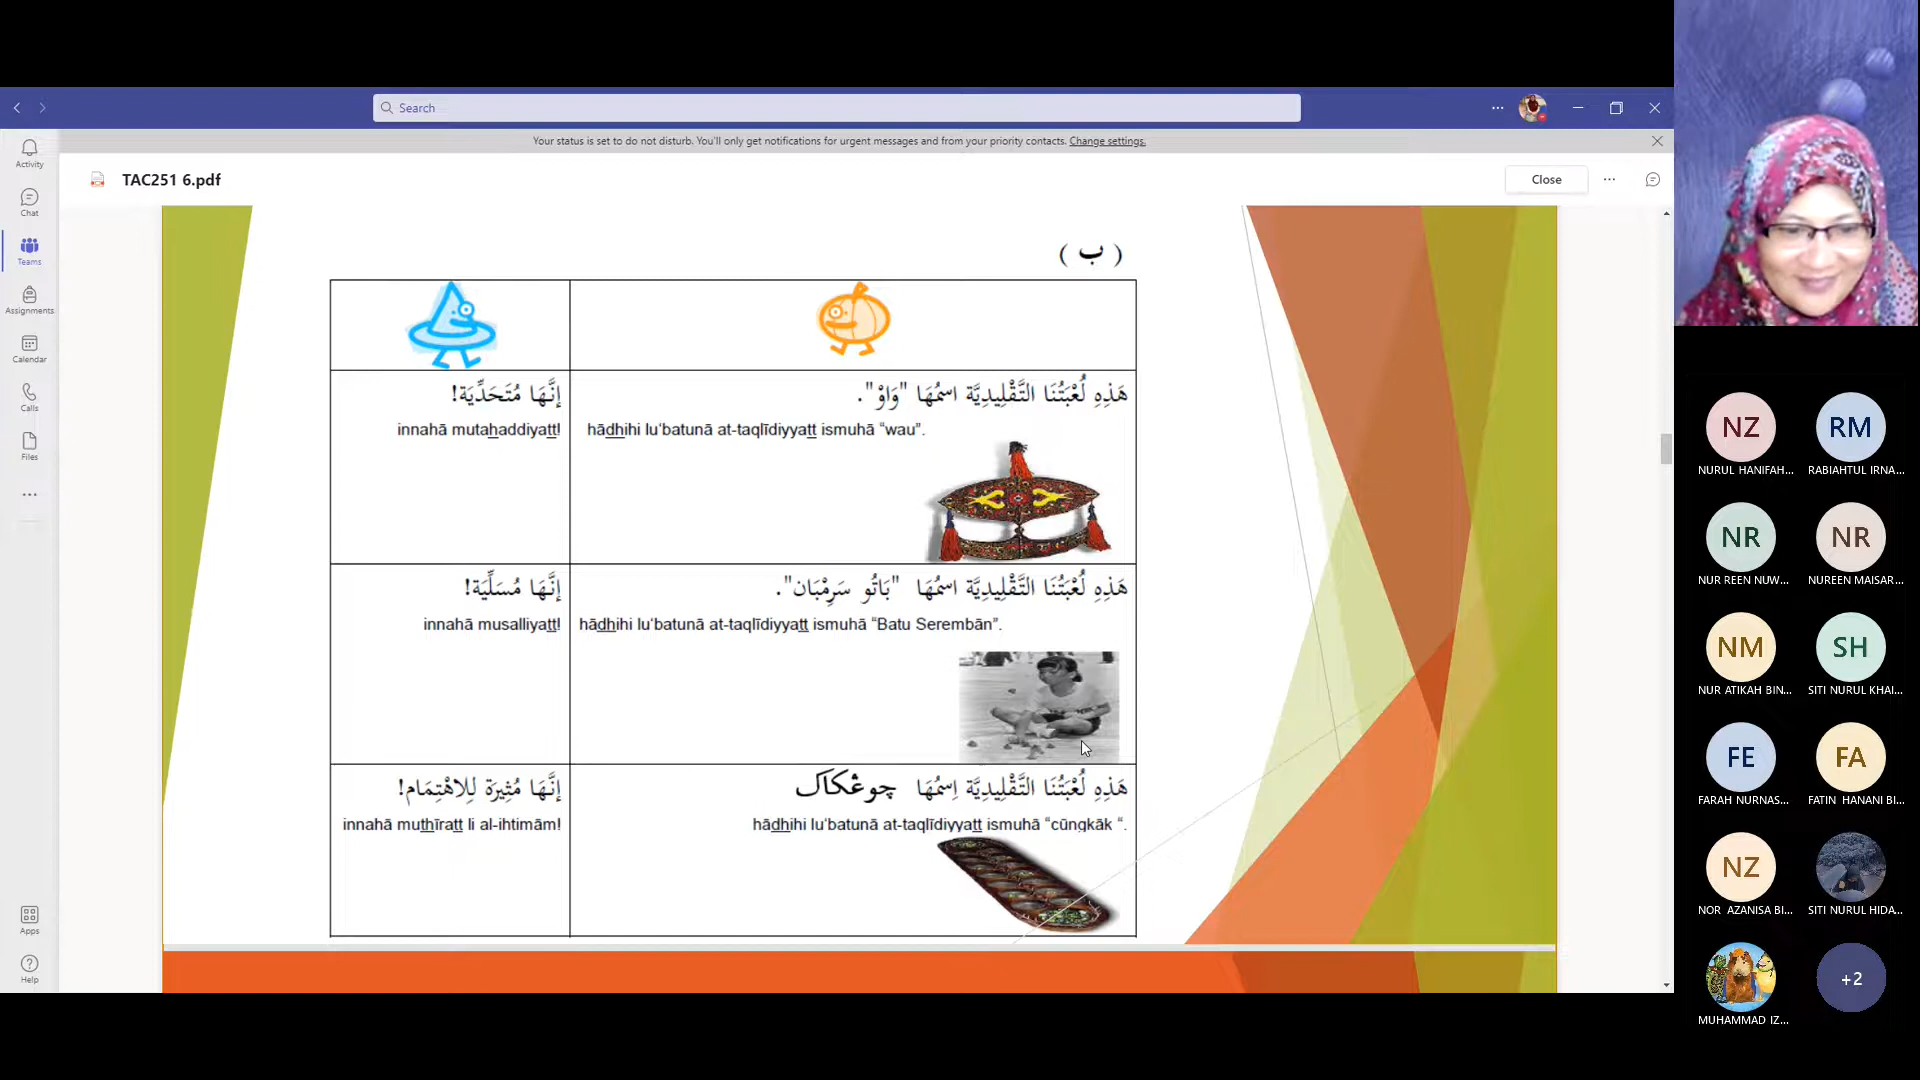 Search
Your status is set to do not disturb. You'll only get notifications for urgent messages and from your priority contacts. Change settings.
Activity
Chat
Teams
Assignments
Calendar
Calls
Files
Apps
Help
TAC251 6.pdf
Close
( ب )
هَذِهِ لُعْبَتُنَا التَّقْلِيدِيَّة اسمُهَا "وَاوْ".
hādhihi lu‘batunā at-taqlīdiyyatt ismuhā “wau”.
إنَّهَا مُتَحَدِّيَة!
innahā mutahaddiyatt!
هَذِهِ لُعْبَتُنَا التَّقْلِيدِيَّة اسمُهَا "بَاتُو سَرِمْبَان".
hādhihi lu‘batunā at-taqlīdiyyatt ismuhā “Batu Serembān”.
إنَّهَا مُسَلِّيَة!
innahā musalliyatt!
هَذِهِ لُعْبَتُنَا التَّقْلِيدِيَّة اِسمُهَا چوڠكاك
hādhihi lu‘batunā at-taqlīdiyyatt ismuhā “cūngkāk “.
إنَّهَا مُثِيرَة لِلاهْتِمَام!
innahā muthīratt li al-ihtimām!
NZ
NURUL HANIFAH...
RM
RABIAHTUL IRNA...
NR
NUR REEN NUW...
NR
NUREEN MAISAR...
NM
NUR ATIKAH BIN...
SH
SITI NURUL KHAI...
FE
FARAH NURNAS...
FA
FATIN HANANI BI...
NZ
NOR AZANISA BI...
SITI NURUL HIDA...
MUHAMMAD IZ...
+2